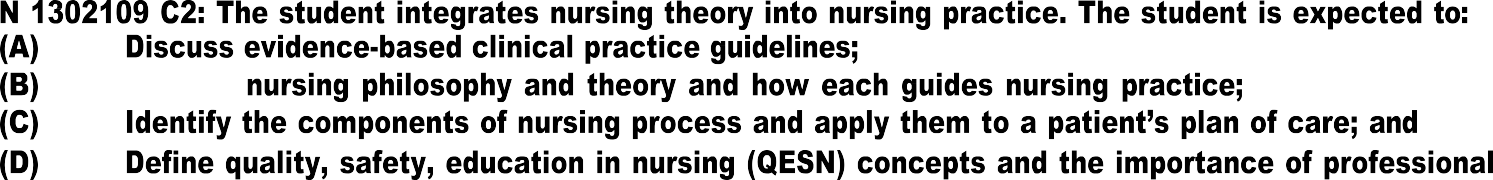 N 1302109 C2: The student integrates nursing theory into nursing practice. The student is expected to:
(A) Discuss evidence-based clinical practice guidelines;
(B) nursing philosophy and theory and how each guides nursing practice;
(C) Identify the components of nursing process and apply them to a patient’s plan of care; and
(D) Define quality, safety, education in nursing (QESN) concepts and the importance of professional